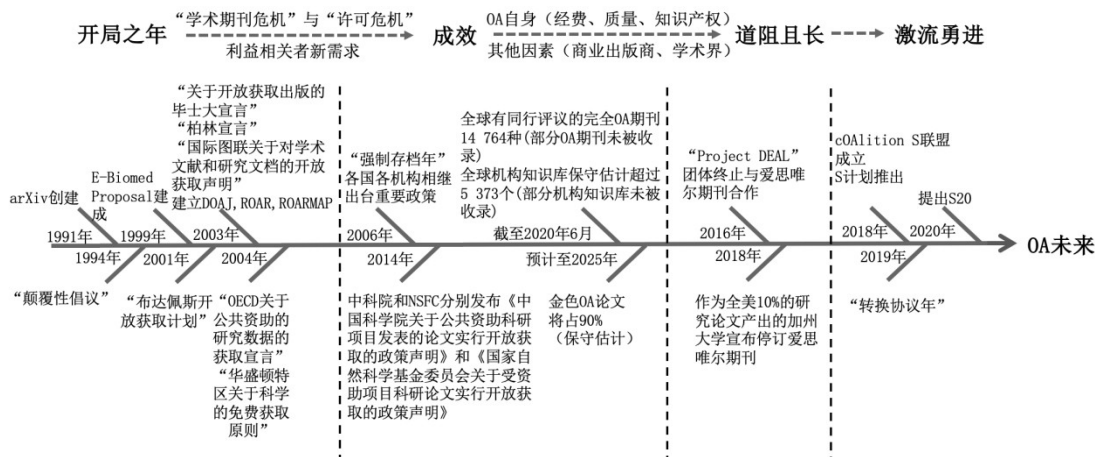 开局之年
“学术期刊危机”与“许可危机”
利益相关者新需求
成效
OA自身（经费、质量、知识产权）
其他因素（商业出版商、学术界）
道阻且长
激流勇进
arXiv创建
1991年
1994年
“颠覆性倡议”
E-Biomed
Proposal建
成
1999年
2001年
“布达佩斯开
放获取计划”
“关于开放获取出版的
毕士大宣言”
“柏林宣言”
“国际图联关于对学术
文献和研究文档的开放
获取声明”
建立DOAJ,ROAR,ROARMAP
2003年
2004年
“OECD关于
公共资助的
研究数据的
获取宣言”
“华盛顿特
区关于科学
的免费获取
原则”
“强制存档年”
各国各机构相继
出台重要政策
2006年
2014年
中科院和NSFC分别发布《中
国科学院关于公共资助科研
项目发表的论文实行开放获
取的政策声明》和《国家自
然科学基金委员会关于受资
助项目科研论文实行开放获
取的政策声明》
全球有同行评议的完全OA期刊
14 764种(部分OA期刊未被收
录)
全球机构知识库保守估计超过
5 373个(部分机构知识库未被
收录)
截至2020年6月
预计至2025年
金色OA论文
将占90%
（保守估计）
“Project DEAL”
团体终止与爱思唯
尔期刊合作
2016年
2018年
作为全美10%的研
究论文产出的加州
大学宣布停订爱思
唯尔期刊
cOAlition S联盟
成立
S计划推出
2018年
2019年
“转换协议年”
提出S20
2020年
OA未来